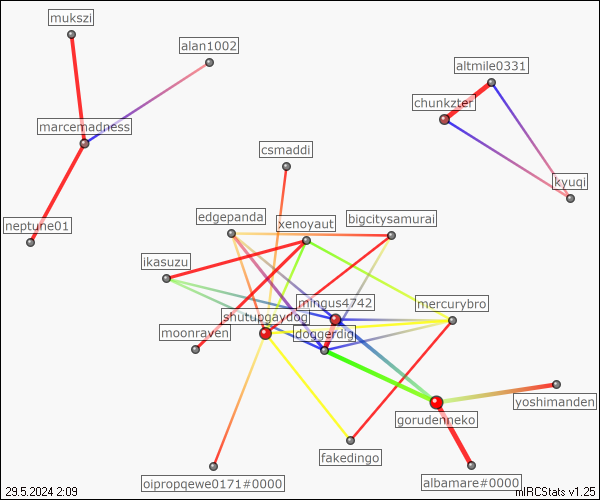 mukszi
alan1002
altmile0331
chunkzter
marcemadness
csmaddi
kyuqi
edgepanda
xenoyaut
bigcitysamurai
neptune01
ikasuzu
mingus4742
mercurybro
shutupgaydog
moonraven
doggerdig
yoshimanden
gorudenneko
fakedingo
oipropqewe0171#0000
albamare#0000
29.5.2024 2:09
mIRCStats v1.25